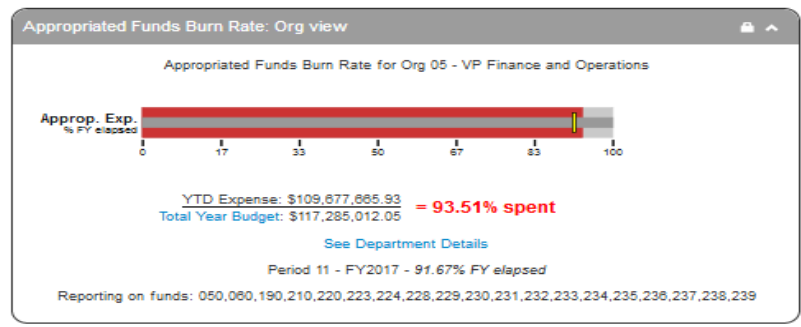 Appropriated Funds Burn Rate: Org view
Appropriated Funds Burn Rate for Org 05 - VP Finance and Operations
Approp. Exp.
% FY elapsed
0 17 33 50 67 83 100
YTD Expense: $109,677,665.93
Total Year Budget: $117,285,012.05
= 93.51% spent
See Department Details
Period 11 - FY2017 - 91.67% FY elapsed
Reporting on funds: 050,060,190,210,220,223,224,228,229,230,231,232,233,234,235,236,237,238,239